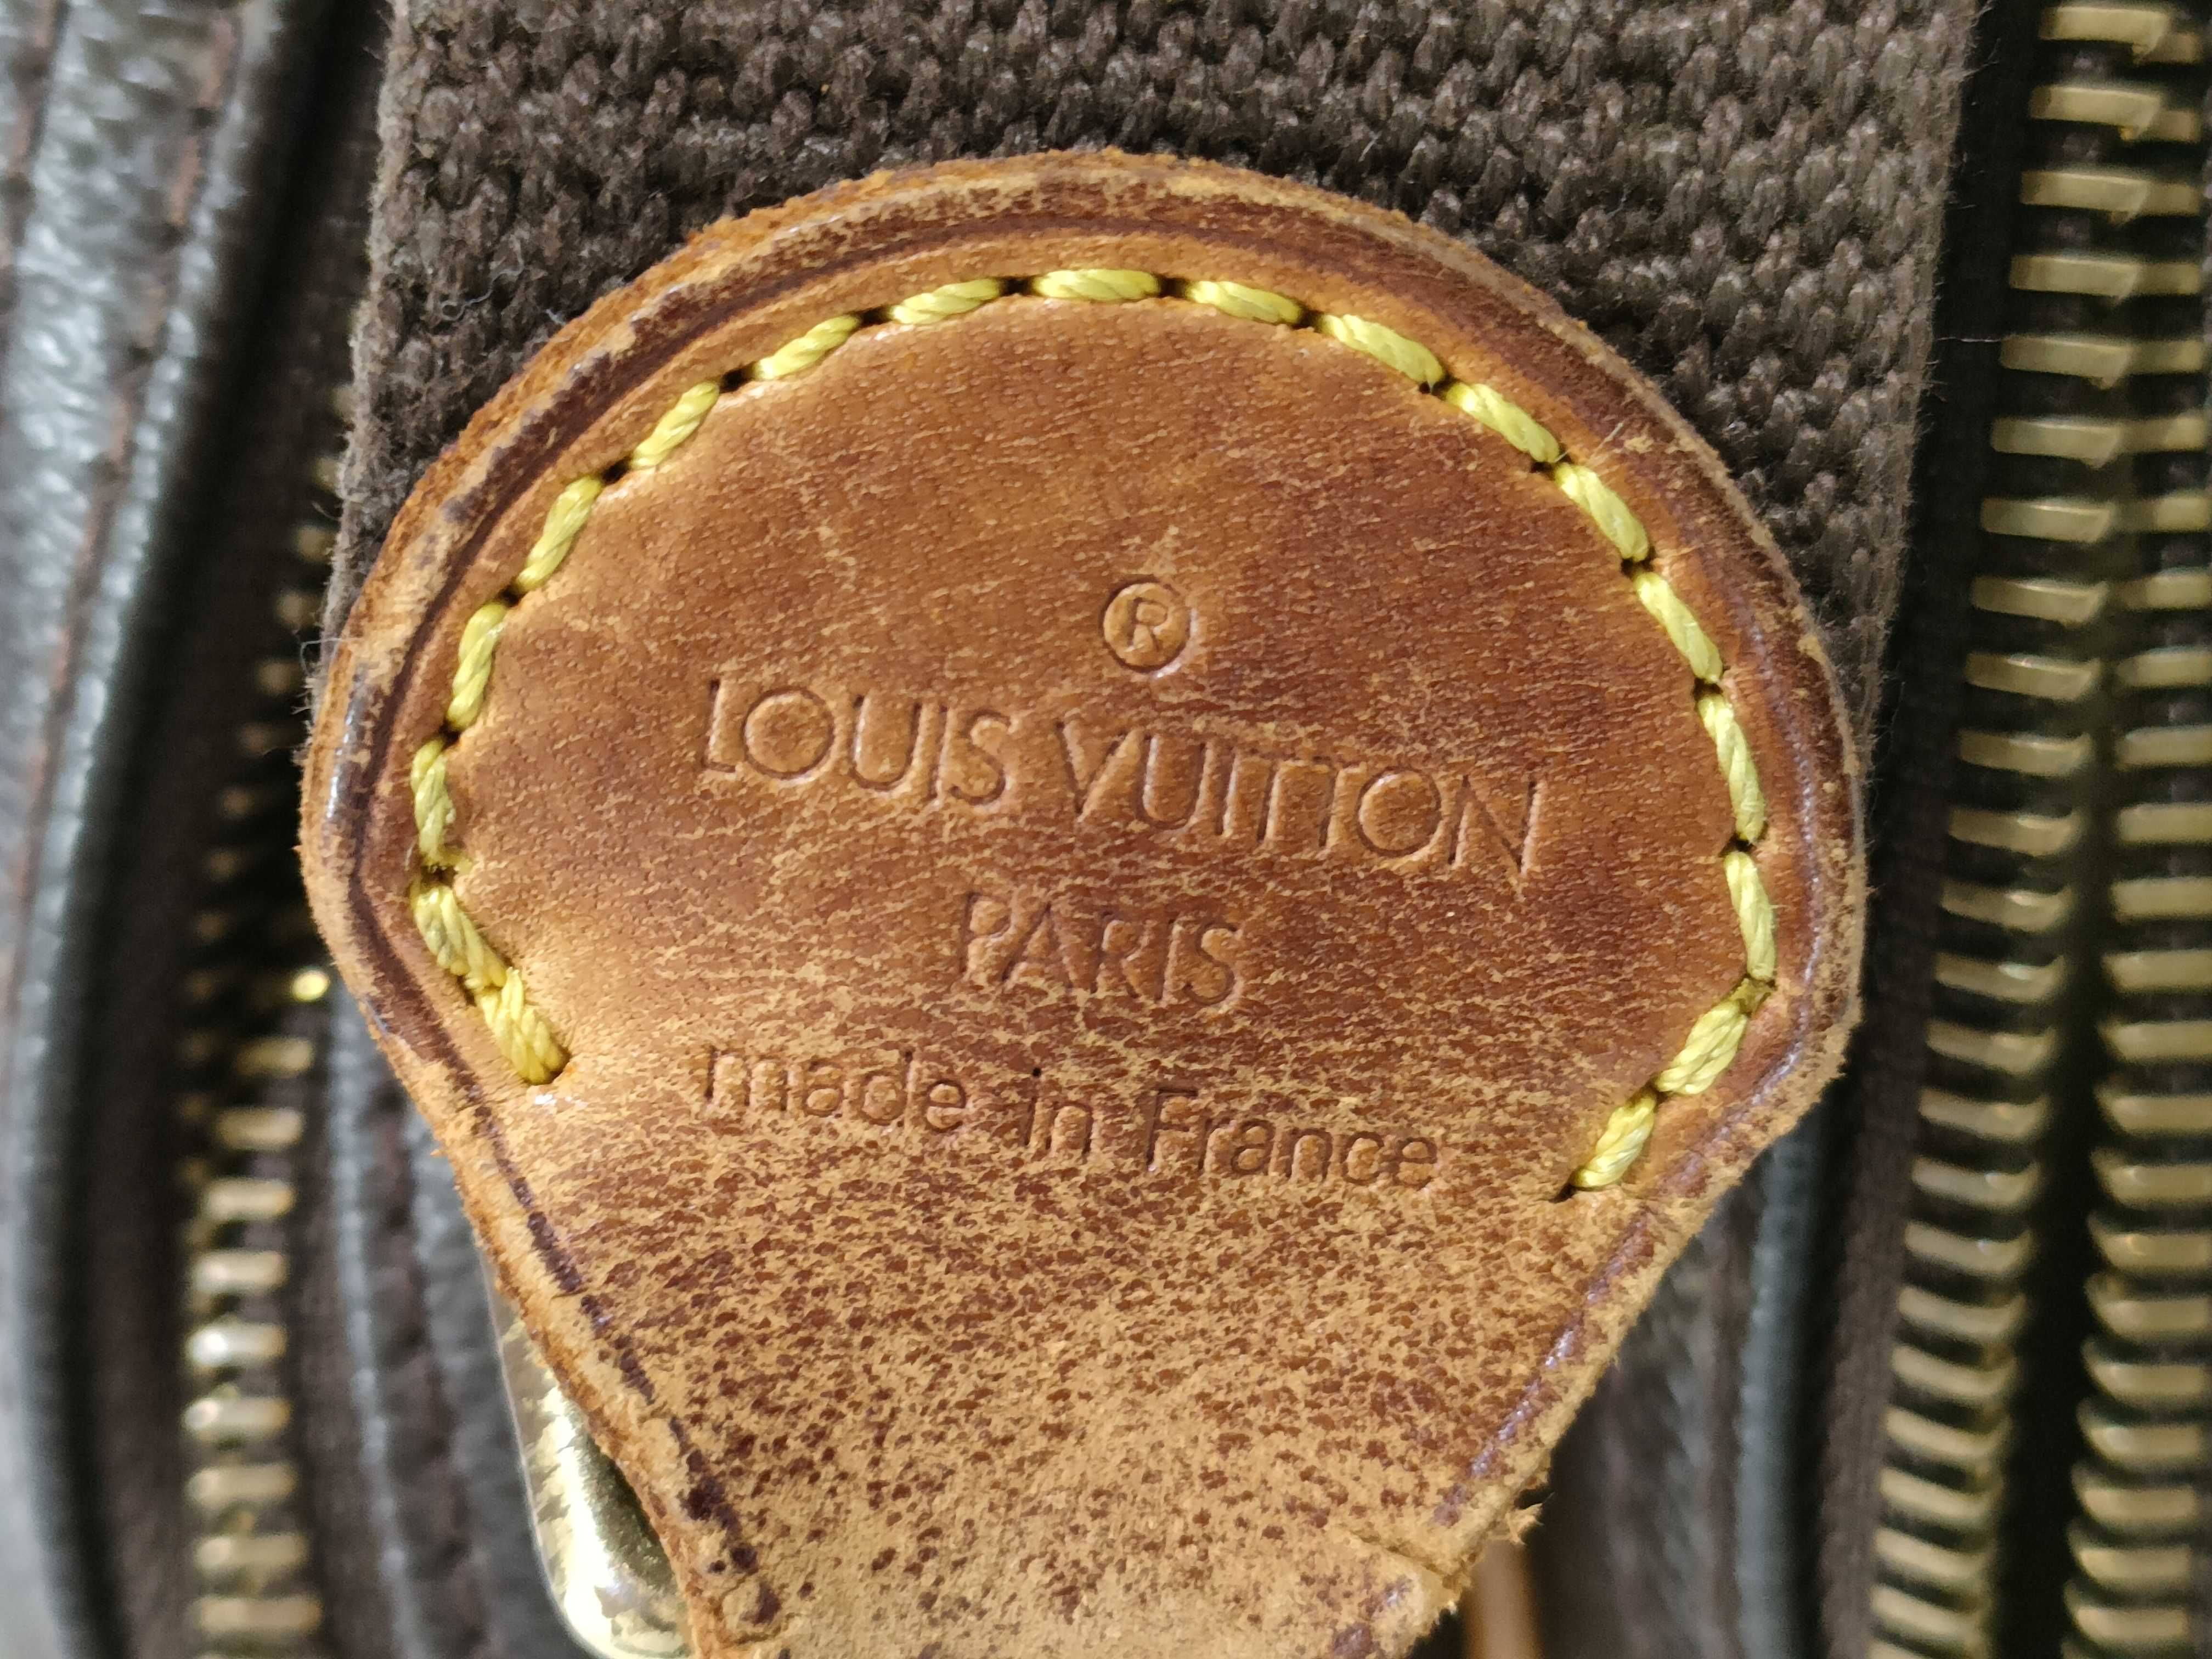 ®
LOUIS VUITTON
PARIS
made in France